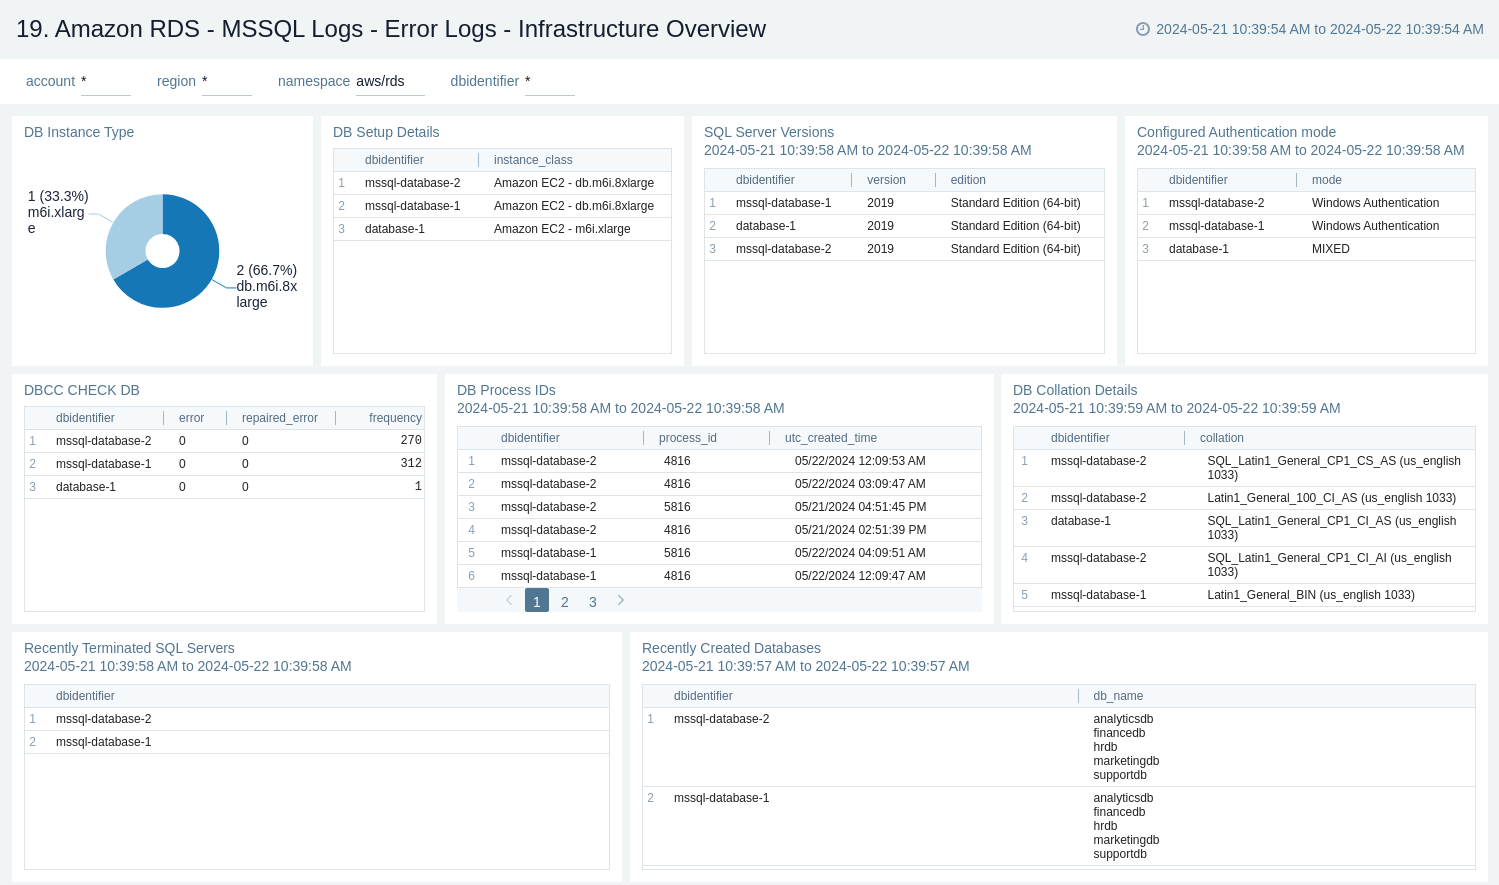 19. Amazon RDS - MSSQL Logs - Error Logs - Infrastructure Overview
2024-05-21 10:39:54 AM to 2024-05-22 10:39:54 AM
account * region * namespace aws/rds dbidentifier *
DB Instance Type
1 (33.3%)
m6i.xlarg
e
2 (66.7%)
db.m6i.8x
large
DB Setup Details
dbidentifier instance_class
1 mssql-database-2 Amazon EC2 - db.m6i.8xlarge
2 mssql-database-1 Amazon EC2 - db.m6i.8xlarge
3 database-1 Amazon EC2 - m6i.xlarge
SQL Server Versions
2024-05-21 10:39:58 AM to 2024-05-22 10:39:58 AM
dbidentifier version edition
1 mssql-database-1 2019 Standard Edition (64-bit)
2 database-1 2019 Standard Edition (64-bit)
3 mssql-database-2 2019 Standard Edition (64-bit)
Configured Authentication mode
2024-05-21 10:39:58 AM to 2024-05-22 10:39:58 AM
dbidentifier mode
1 mssql-database-2 Windows Authentication
2 mssql-database-1 Windows Authentication
3 database-1 MIXED
DBCC CHECK DB
dbidentifier error repaired_error frequency
1 mssql-database-2 0 0 270
2 mssql-database-1 0 0 312
3 database-1 0 0 1
DB Process IDs
2024-05-21 10:39:58 AM to 2024-05-22 10:39:58 AM
dbidentifier process_id utc_created_time
1 mssql-database-2 4816 05/22/2024 12:09:53 AM
2 mssql-database-2 4816 05/22/2024 03:09:47 AM
3 mssql-database-2 5816 05/21/2024 04:51:45 PM
4 mssql-database-2 4816 05/21/2024 02:51:39 PM
5 mssql-database-1 5816 05/22/2024 04:09:51 AM
6 mssql-database-1 4816 05/22/2024 12:09:47 AM
1 2 3
DB Collation Details
2024-05-21 10:39:59 AM to 2024-05-22 10:39:59 AM
dbidentifier collation
1 mssql-database-2 SQL_Latin1_General_CP1_CS_AS (us_english
1033)
2 mssql-database-2 Latin1_General_100_CI_AS (us_english 1033)
3 database-1 SQL_Latin1_General_CP1_CI_AS (us_english
1033)
4 mssql-database-2 SQL_Latin1_General_CP1_CI_AI (us_english
1033)
5 mssql-database-1 Latin1_General_BIN (us_english 1033)
Recently Terminated SQL Servers
2024-05-21 10:39:58 AM to 2024-05-22 10:39:58 AM
dbidentifier
1 mssql-database-2
2 mssql-database-1
Recently Created Databases
2024-05-21 10:39:57 AM to 2024-05-22 10:39:57 AM
dbidentifier db_name
1 mssql-database-2 analyticsdb
financedb
hrdb
marketingdb
supportdb
2 mssql-database-1 analyticsdb
financedb
hrdb
marketingdb
supportdb